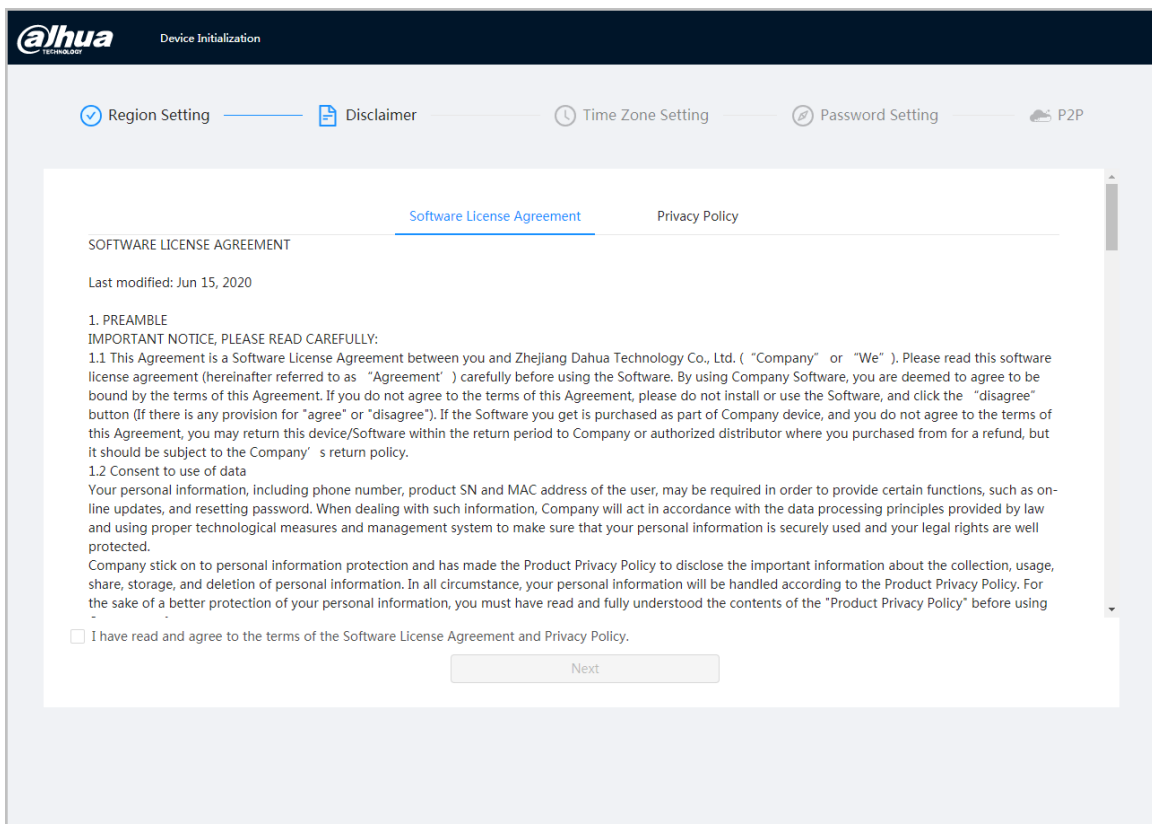 alhua
TECHNOLOGY
Device Initialization
Region Setting
Disclaimer
Time Zone Setting
Password Setting
P2P
Software License Agreement
Privacy Policy
SOFTWARE LICENSE AGREEMENT
Last modified: Jun 15, 2020
1. PREAMBLE
IMPORTANT NOTICE, PLEASE READ CAREFULLY:
1.1 This Agreement is a Software License Agreement between you and Zhejiang Dahua Technology Co., Ltd. ( “Company” or “We” ). Please read this software
license agreement (hereinafter referred to as “Agreement’ ) carefully before using the Software. By using Company Software, you are deemed to agree to be
bound by the terms of this Agreement. If you do not agree to the terms of this Agreement, please do not install or use the Software, and click the “disagree”
button (If there is any provision for "agree" or "disagree"). If the Software you get is purchased as part of Company device, and you do not agree to the terms of
this Agreement, you may return this device/Software within the return period to Company or authorized distributor where you purchased from for a refund, but
it should be subject to the Company’ s return policy.
1.2 Consent to use of data
Your personal information, including phone number, product SN and MAC address of the user, may be required in order to provide certain functions, such as on-
line updates, and resetting password. When dealing with such information, Company will act in accordance with the data processing principles provided by law
and using proper technological measures and management system to make sure that your personal information is securely used and your legal rights are well
protected.
Company stick on to personal information protection and has made the Product Privacy Policy to disclose the important information about the collection, usage,
share, storage, and deletion of personal information. In all circumstance, your personal information will be handled according to the Product Privacy Policy. For
the sake of a better protection of your personal information, you must have read and fully understood the contents of the "Product Privacy Policy" before using
I have read and agree to the terms of the Software License Agreement and Privacy Policy.
Next